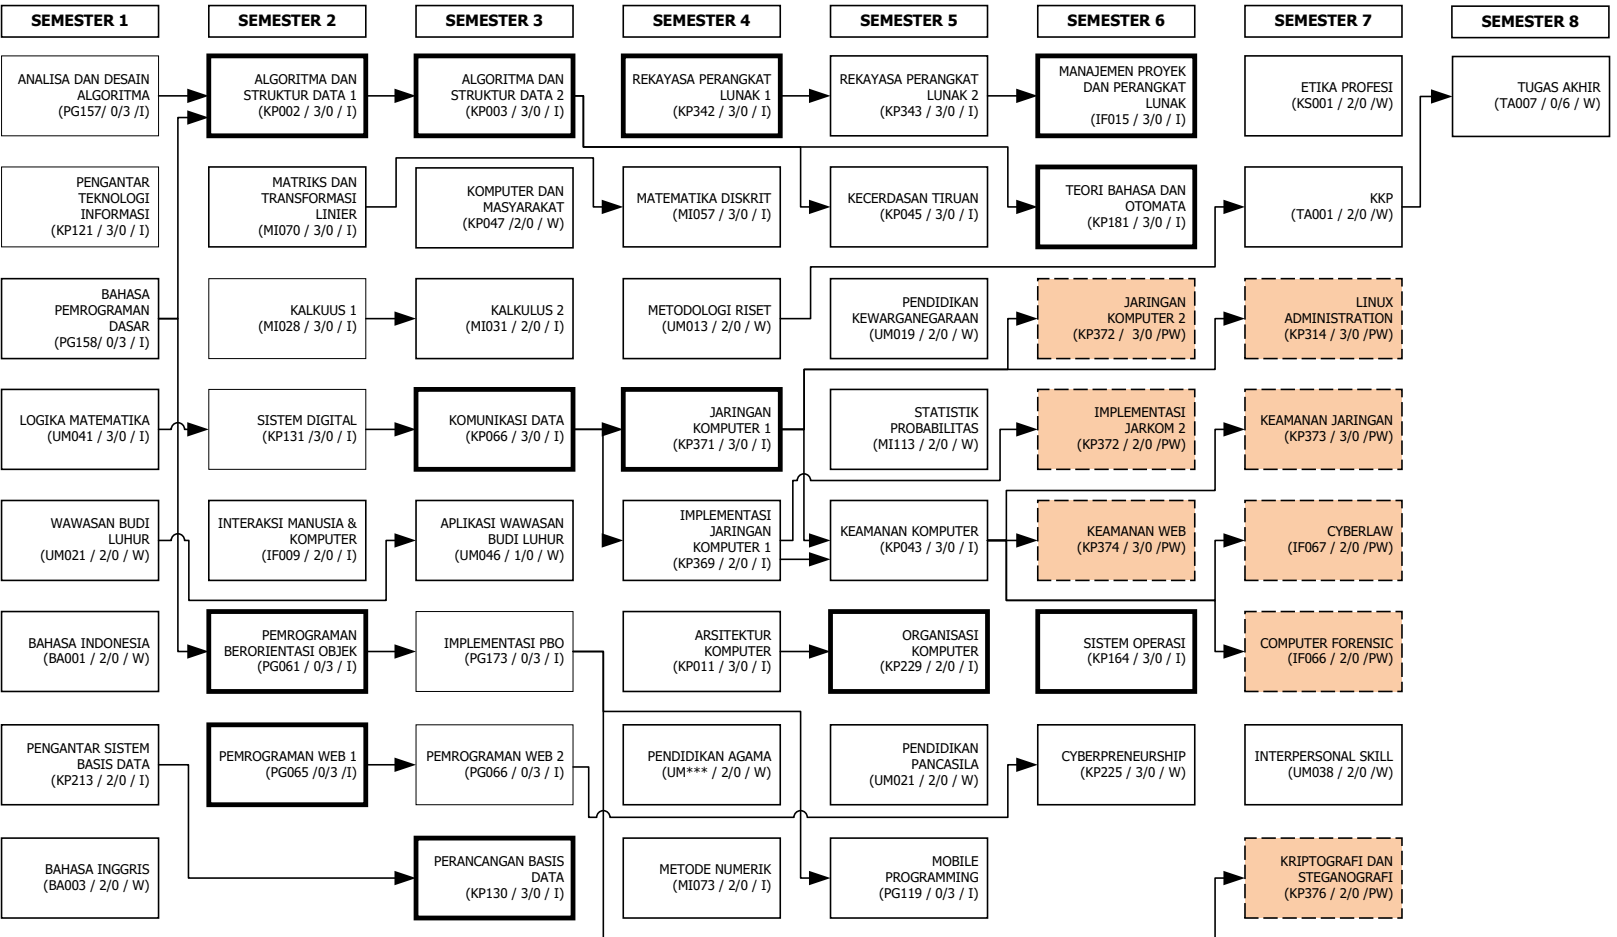 SEMESTER 1
SEMESTER 2
SEMESTER 3
SEMESTER 4
SEMESTER 5
SEMESTER 6
SEMESTER 7
SEMESTER 8
ANALISA DAN DESAIN
ALGORITMA
(PG157/ 0/3 /I)
ALGORITMA DAN
STRUKTUR DATA 1
(KP002 / 3/0 / I)
ALGORITMA DAN
STRUKTUR DATA 2
(KP003 / 3/0 / I)
REKAYASA PERANGKAT
LUNAK 1
(KP342 / 3/0 / I)
REKAYASA PERANGKAT
LUNAK 2
(KP343 / 3/0 / I)
MANAJEMEN PROYEK
DAN PERANGKAT
LUNAK
(IF015 / 3/0 / I)
ETIKA PROFESI
(KS001 / 2/0 /W)
TUGAS AKHIR
(TA007 / 0/6 / W)
PENGANTAR
TEKNOLOGI
INFORMASI
(KP121 / 3/0 / I)
MATRIKS DAN
TRANSFORMASI
LINIER
(MI070 / 3/0 / I)
KOMPUTER DAN
MASYARAKAT
(KP047 /2/0 / W)
MATEMATIKA DISKRIT
(MI057 / 3/0 / I)
KECERDASAN TIRUAN
(KP045 / 3/0 / I)
TEORI BAHASA DAN
OTOMATA
(KP181 / 3/0 / I)
KKP
(TA001 / 2/0 /W)
BAHASA
PEMROGRAMAN
DASAR
(PG158/ 0/3 / I)
KALKUUS 1
(MI028 / 3/0 / I)
KALKULUS 2
(MI031 / 2/0 / I)
METODOLOGI RISET
(UM013 / 2/0 / W)
PENDIDIKAN
KEWARGANEGARAAN
(UM019 / 2/0 / W)
JARINGAN
KOMPUTER 2
(KP372 /  3/0 /PW)
LINUX
ADMINISTRATION
(KP314 / 3/0 /PW)
LOGIKA MATEMATIKA
(UM041 / 3/0 / I)
SISTEM DIGITAL
(KP131 /3/0 / I)
KOMUNIKASI DATA
(KP066 / 3/0 / I)
JARINGAN
KOMPUTER 1
(KP371 / 3/0 / I)
STATISTIK
PROBABILITAS
(MI113 / 2/0 / W)
IMPLEMENTASI
JARKOM 2
(KP372 / 2/0 /PW)
KEAMANAN JARINGAN
(KP373 / 3/0 /PW)
WAWASAN BUDI
LUHUR
(UM021 / 2/0 / W)
INTERAKSI MANUSIA &
KOMPUTER
(IF009 / 2/0 / I)
APLIKASI WAWASAN
BUDI LUHUR
(UM046 / 1/0 / W)
IMPLEMENTASI
JARINGAN
KOMPUTER 1
(KP369 / 2/0 / I)
KEAMANAN KOMPUTER
(KP043 / 3/0 / I)
KEAMANAN WEB
(KP374 / 3/0 /PW)
CYBERLAW
(IF067 / 2/0 /PW)
BAHASA INDONESIA
(BA001 / 2/0 / W)
PEMROGRAMAN
BERORIENTASI OBJEK
(PG061 / 0/3 / I)
IMPLEMENTASI PBO
(PG173 / 0/3 / I)
ARSITEKTUR
KOMPUTER
(KP011 / 3/0 / I)
ORGANISASI
KOMPUTER
(KP229 / 2/0 / I)
SISTEM OPERASI
(KP164 / 3/0 / I)
COMPUTER FORENSIC
(IF066 / 2/0 /PW)
PENGANTAR SISTEM
BASIS DATA
(KP213 / 2/0 / I)
PEMROGRAMAN WEB 1
(PG065 /0/3 /I)
PEMROGRAMAN WEB 2
(PG066 / 0/3 / I)
PENDIDIKAN AGAMA
(UM*** / 2/0 / W)
PENDIDIKAN
PANCASILA
(UM021 / 2/0 / W)
CYBERPRENEURSHIP
(KP225 / 3/0 / W)
INTERPERSONAL SKILL
(UM038 / 2/0 /W)
BAHASA INGGRIS
(BA003 / 2/0 / W)
PERANCANGAN BASIS
DATA
(KP130 / 3/0 / I)
METODE NUMERIK
(MI073 / 2/0 / I)
MOBILE
PROGRAMMING
(PG119 / 0/3 / I)
KRIPTOGRAFI DAN
STEGANOGRAFI
(KP376 / 2/0 /PW)